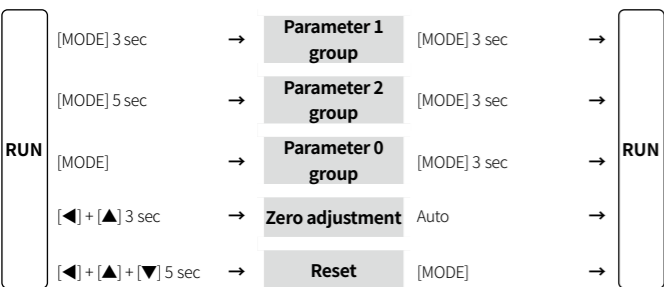 [MODE] 3 sec → Parameter 1 group [MODE] 3 sec →
[MODE] 5 sec → Parameter 2 group [MODE] 3 sec →
RUN [MODE] → Parameter 0 group [MODE] 3 sec → RUN
[◀] + [▲] 3 sec → Zero adjustment Auto →
[◀] + [▲] + [▼] 5 sec → Reset [MODE] →